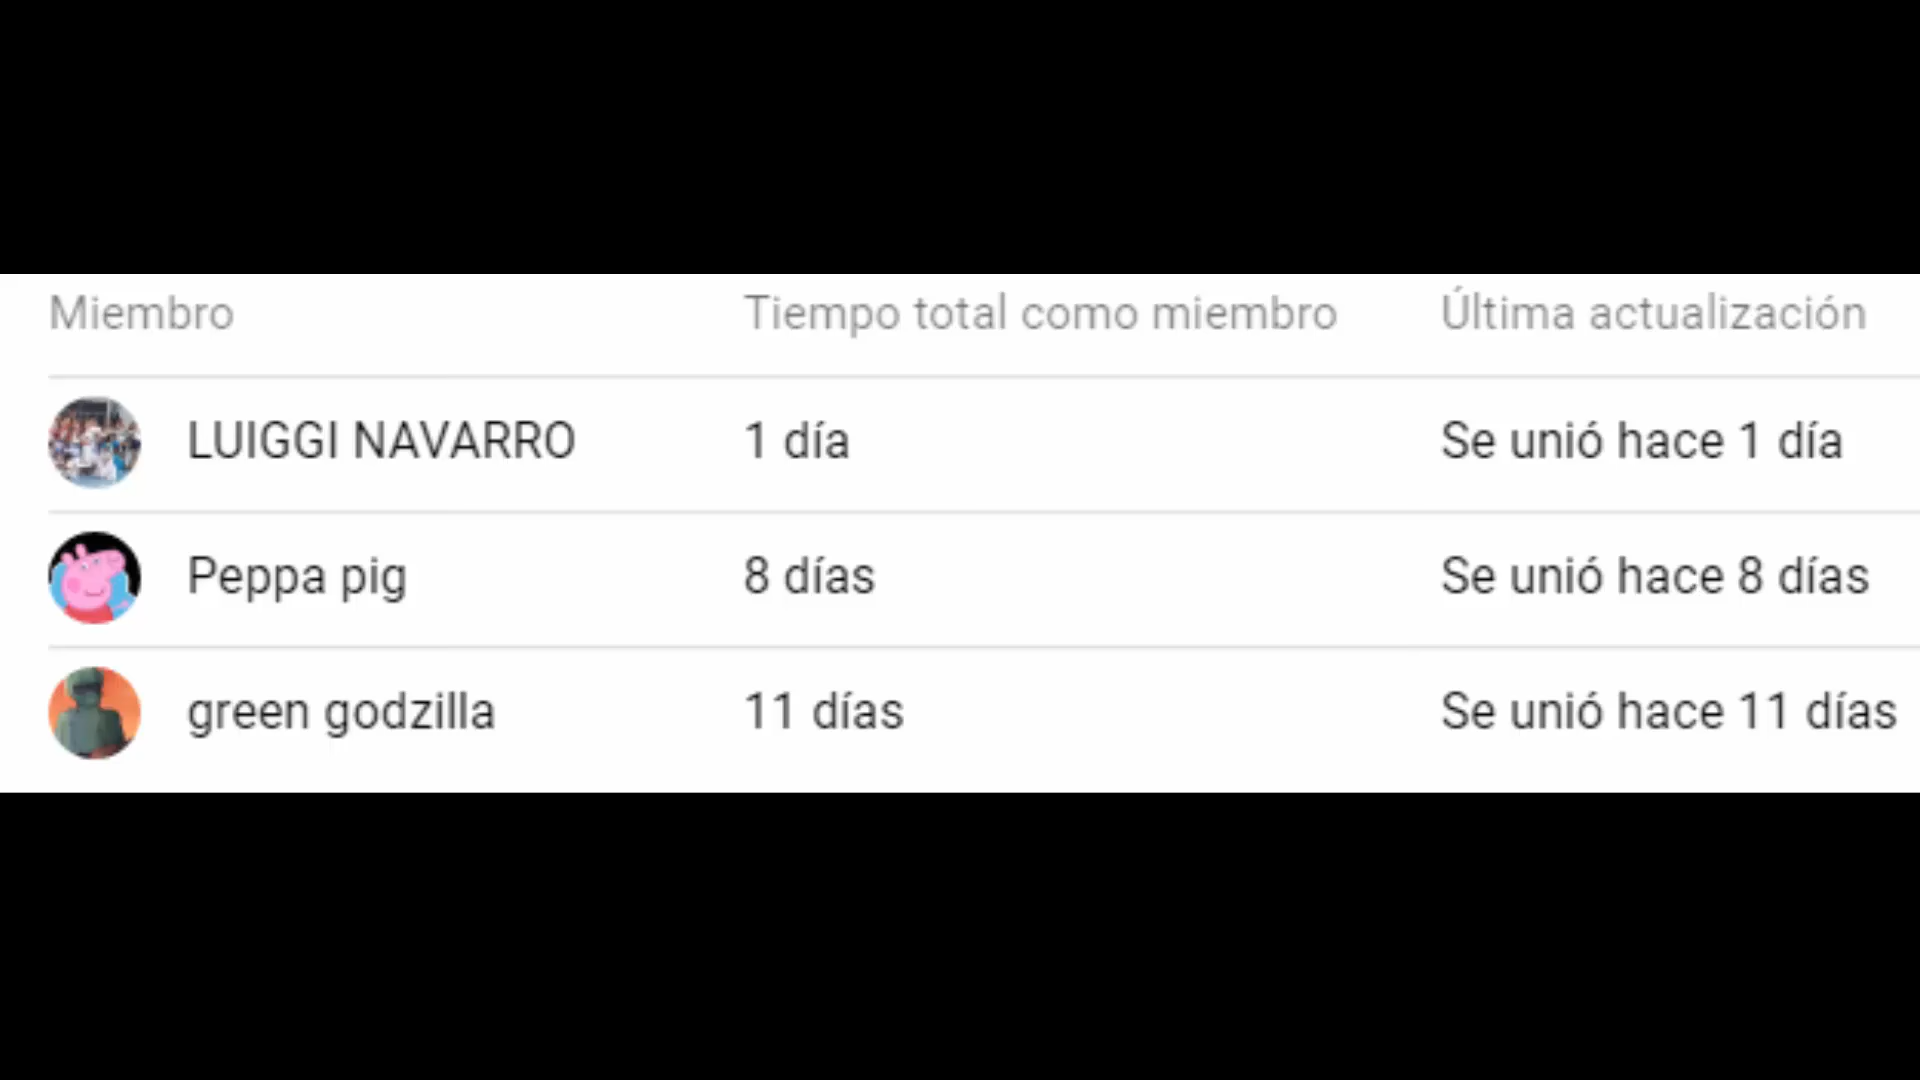 Miembro Tiempo total como miembro Última actualización
LUIGGI NAVARRO 1 día Se unió hace 1 día
Peppa pig 8 días Se unió hace 8 días
green godzilla 11 días Se unió hace 11 días